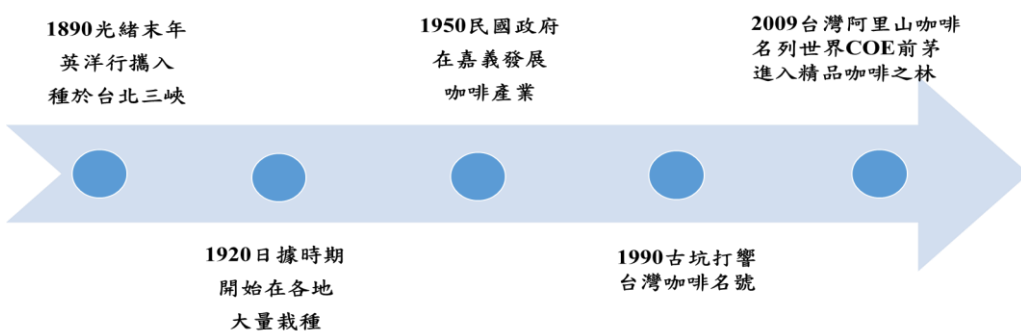 1890光緒末年
英洋行攜入
種於台北三峽
1920日據時期
開始在各地
大量栽種
1950民國政府
在嘉義發展
咖啡產業
1990古坑打響
台灣咖啡名號
2009台灣阿里山咖啡
名列世界COE前茅
進入精品咖啡之林